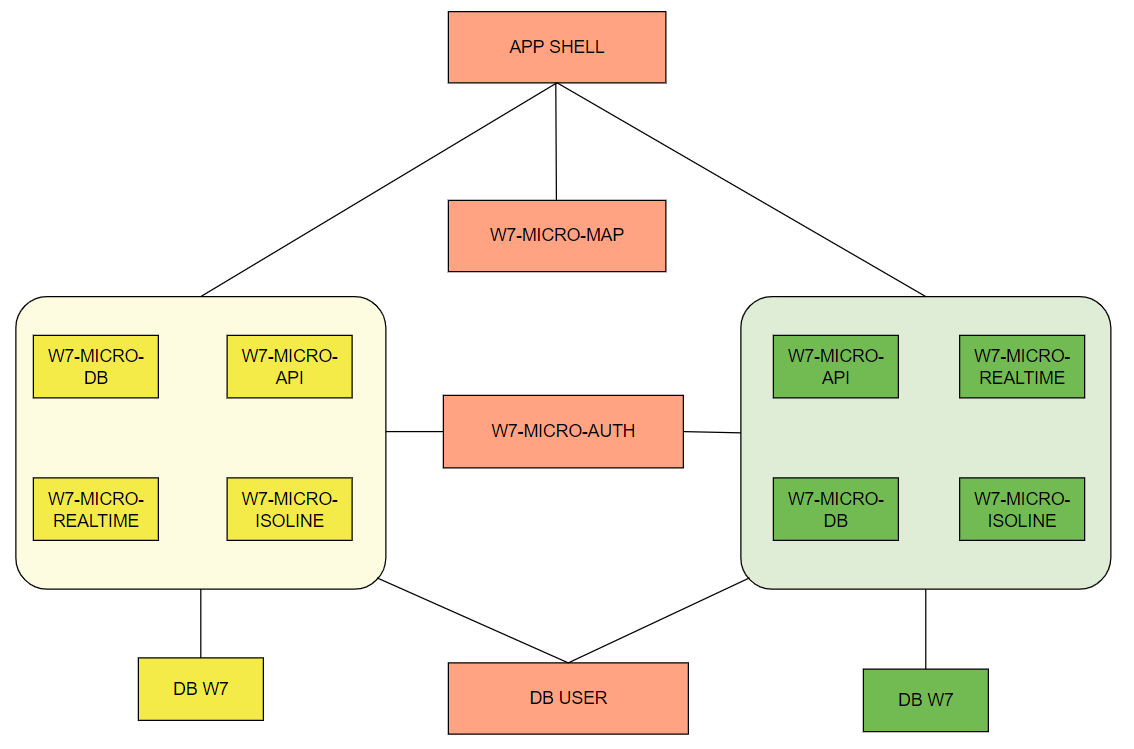 APP SHELL
W7-MICRO-MAP
W7-MICRO-
DB
W7-MICRO-
API
W7-MICRO-
REALTIME
W7-MICRO-
ISOLINE
W7-MICRO-AUTH
W7-MICRO-
API
W7-MICRO-
REALTIME
W7-MICRO-
DB
W7-MICRO-
ISOLINE
DB W7
DB USER
DB W7